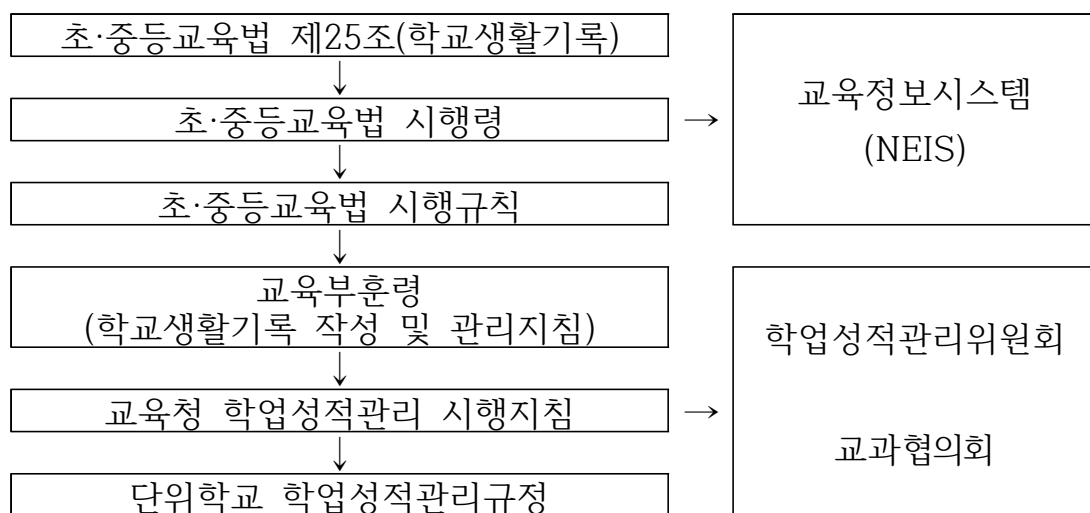 초·중등교육법 제25조(학교생활기록)
↓
초·중등교육법 시행령
→
교육정보시스템
(NEIS)
↓
초·중등교육법 시행규칙
↓
교육부훈령
(학교생활기록 작성 및 관리지침)
↓
교육청 학업성적관리 시행지침
→
학업성적관리위원회
교과협의회
↓
단위학교 학업성적관리규정